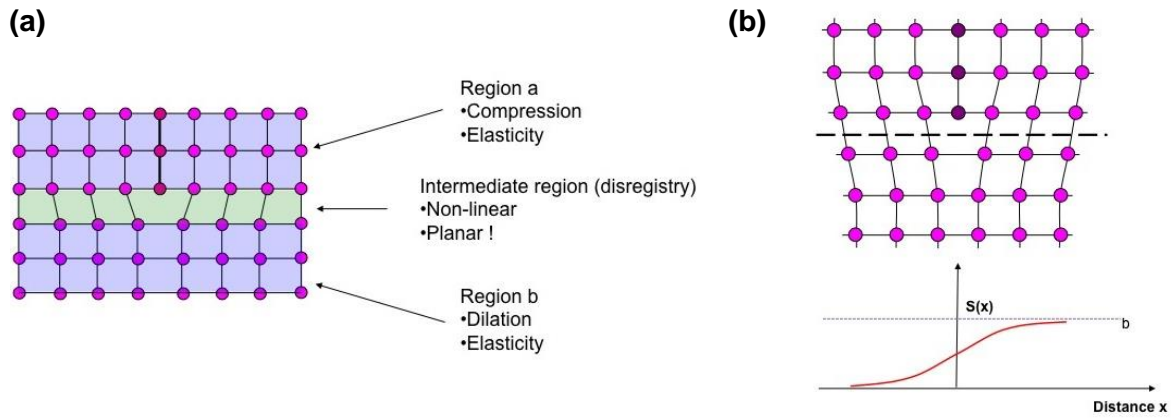 (a)
Region a
•Compression
•Elasticity
Intermediate region (disregistry)
•Non-linear
•Planar !
Region b
•Dilation
•Elasticity
(b)
S(x)
b
Distance x